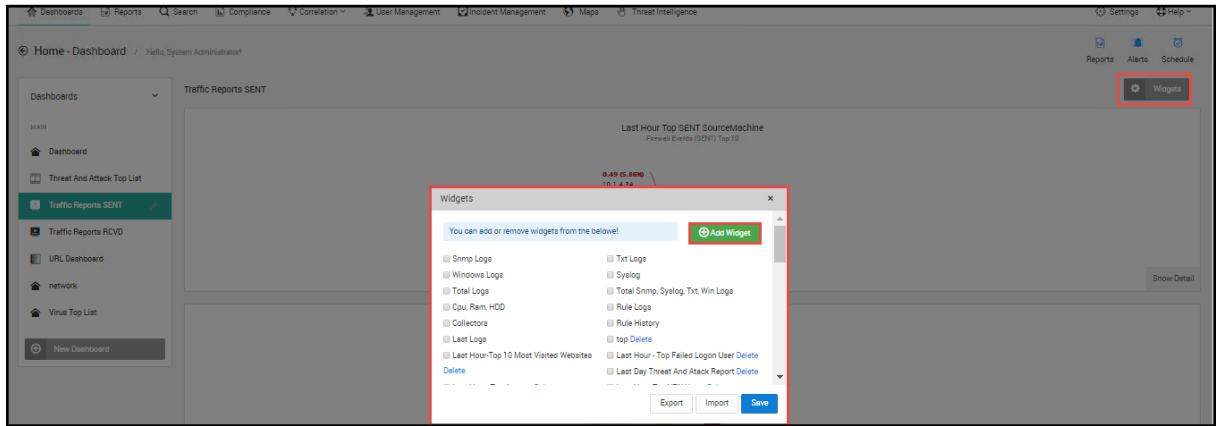 Dashboards Reports Search Compliance Correlation User Management Incident Management Maps Threat Intelligence Settings Help
Home - Dashboard / Hello, System Administrator!
Reports Alerts Schedule
Dashboards
MAIN
Dashboard
Threat And Attack Top List
Traffic Reports SENT
Traffic Reports RCVD
URL Dashboard
network
Virus Top List
New Dashboard
Traffic Reports SENT
Widgets
Last Hour Top SENT SourceMachine
Firewall Events (SENT) Top 10
10.1.4.24
Show Detail
Widgets ×
You can add or remove widgets from the belowe!
Add Widget
Snmp Logs Txt Logs
Windows Logs Syslog
Total Logs Total Snmp, Syslog, Txt, Win Logs
Cpu, Ram, HDD Rule Logs
Collectors Rule History
Last Logs top Delete
Last Hour-Top 10 Most Visited Websites Last Hour - Top Failed Logon User Delete
Delete Last Day Threat And Atack Report Delete
Export Import Save